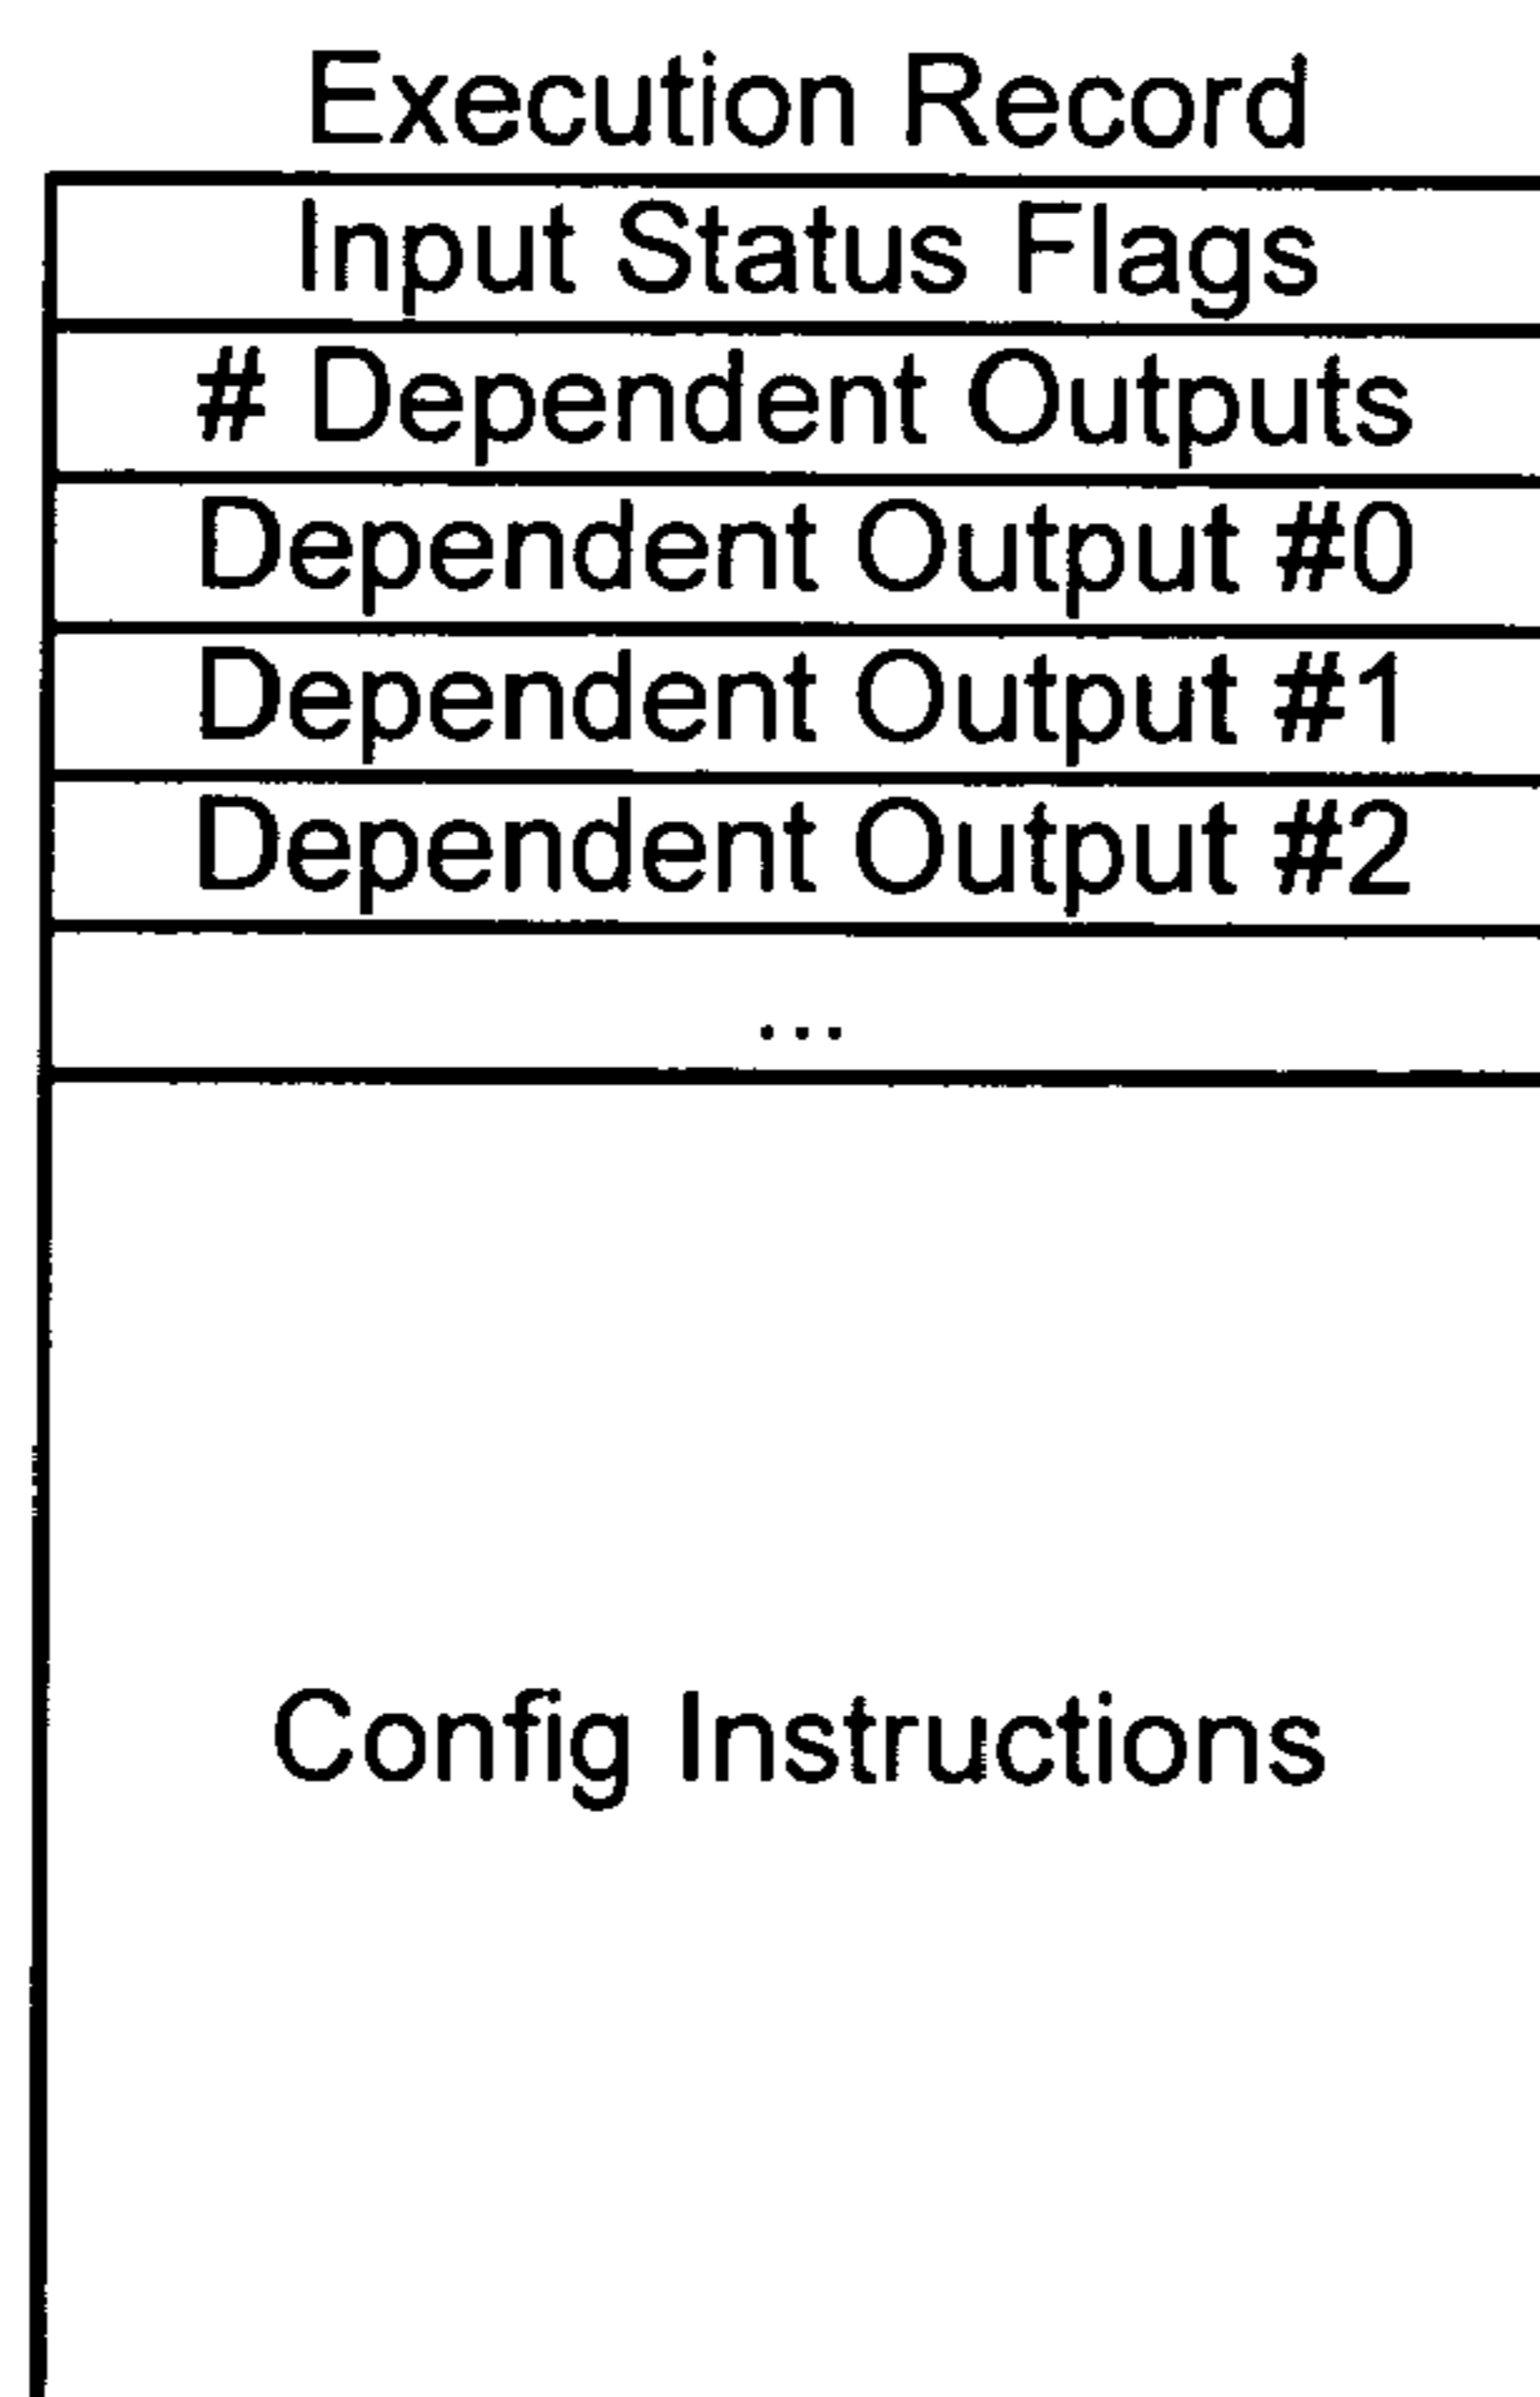 Execution Record
Input Status Flags
# Dependent Outputs
Dependent Output #0
Dependent Output #1
Dependent Output #2
...
Config Instructions